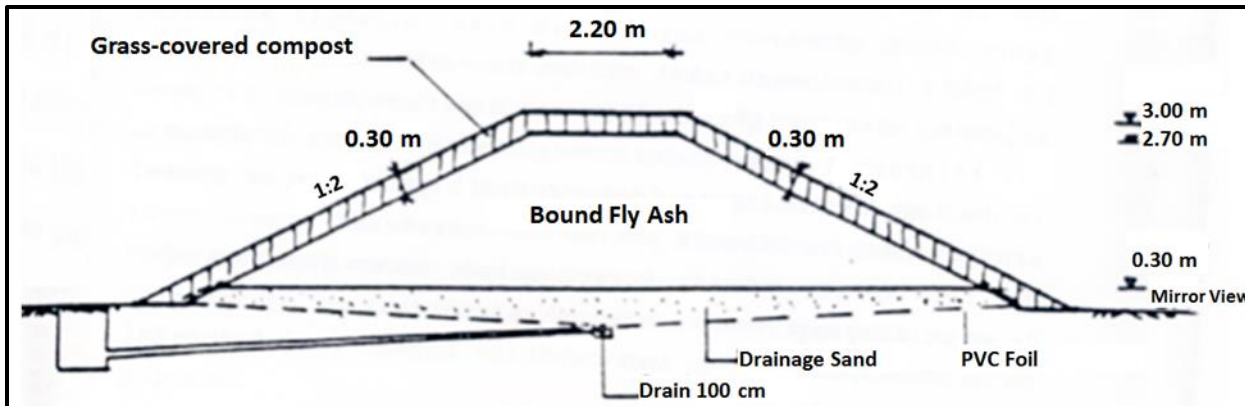 2.20 m
Grass-covered compost
3.00 m
0.30 m
0.30 m
2.70 m
1:2
1:2
Bound Fly Ash
0.30 m
Mirror View
Drainage Sand
PVC Foil
Drain 100 cm